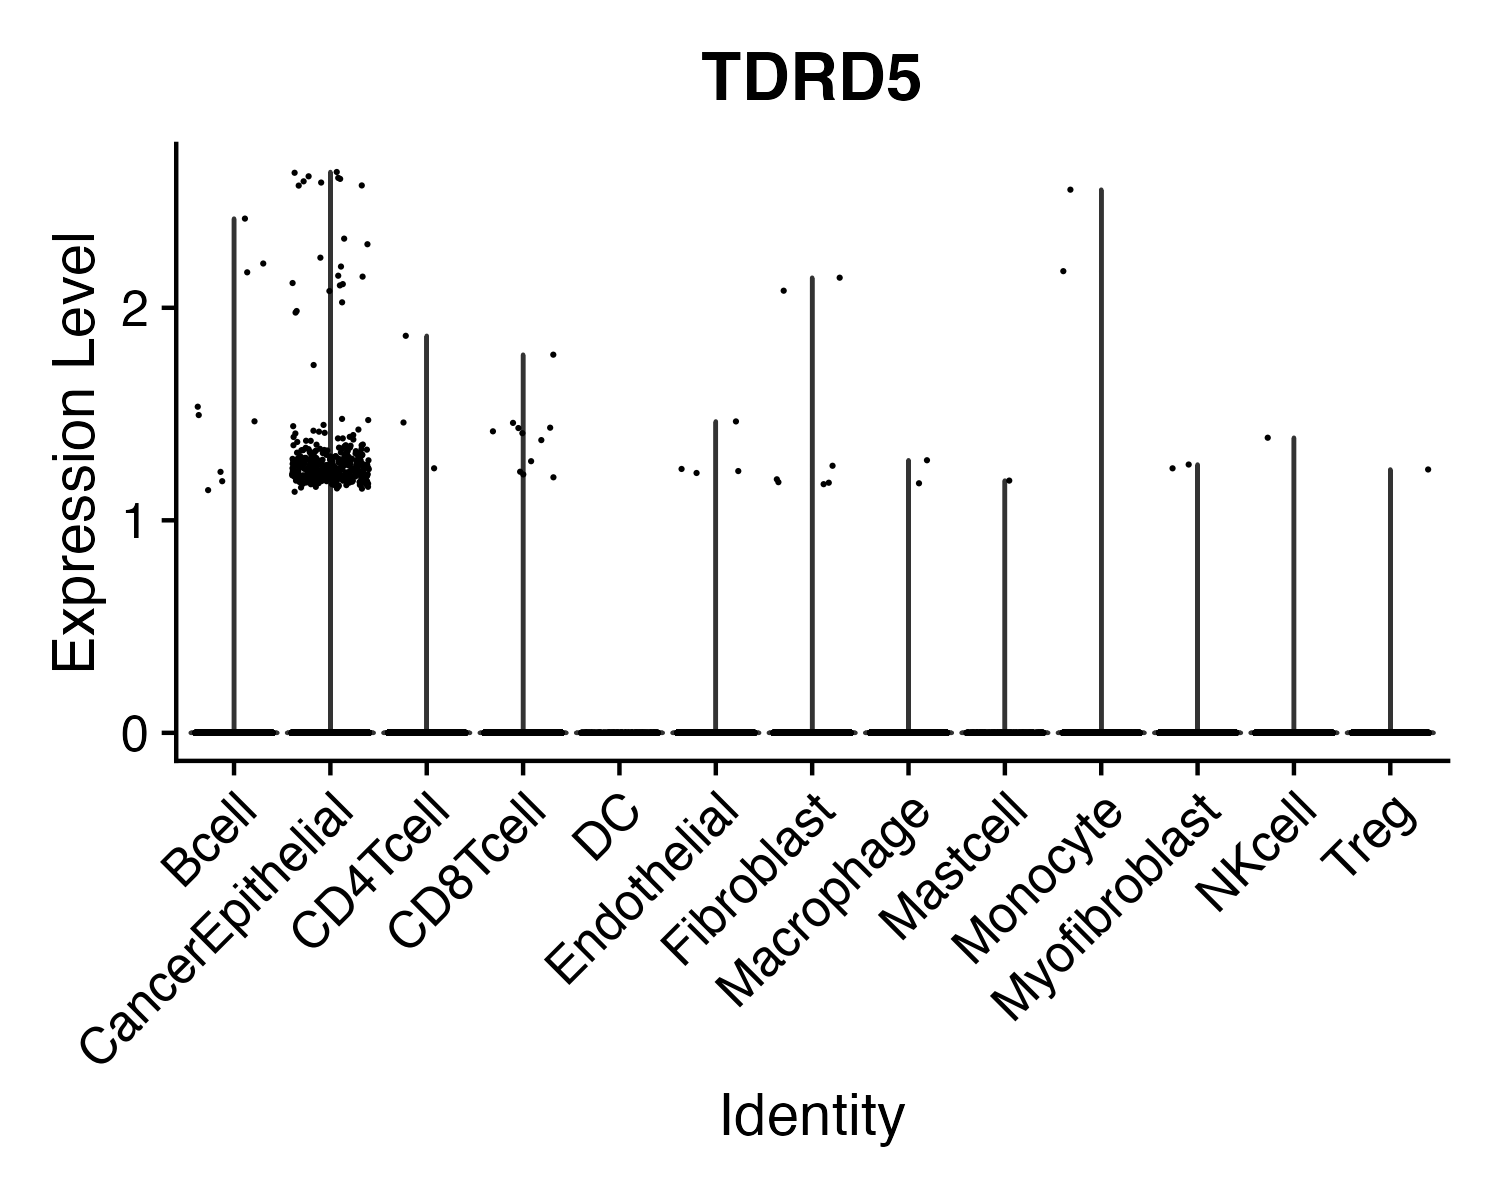 TDRD5
Expression Level
2
1
0
Bcell
CancerEpithelial
CD4Tcell
CD8Tcell
DC
Endothelial
Fibroblast
Macrophage
Mastcell
Monocyte
Myofibroblast
NKcell
Treg
Identity